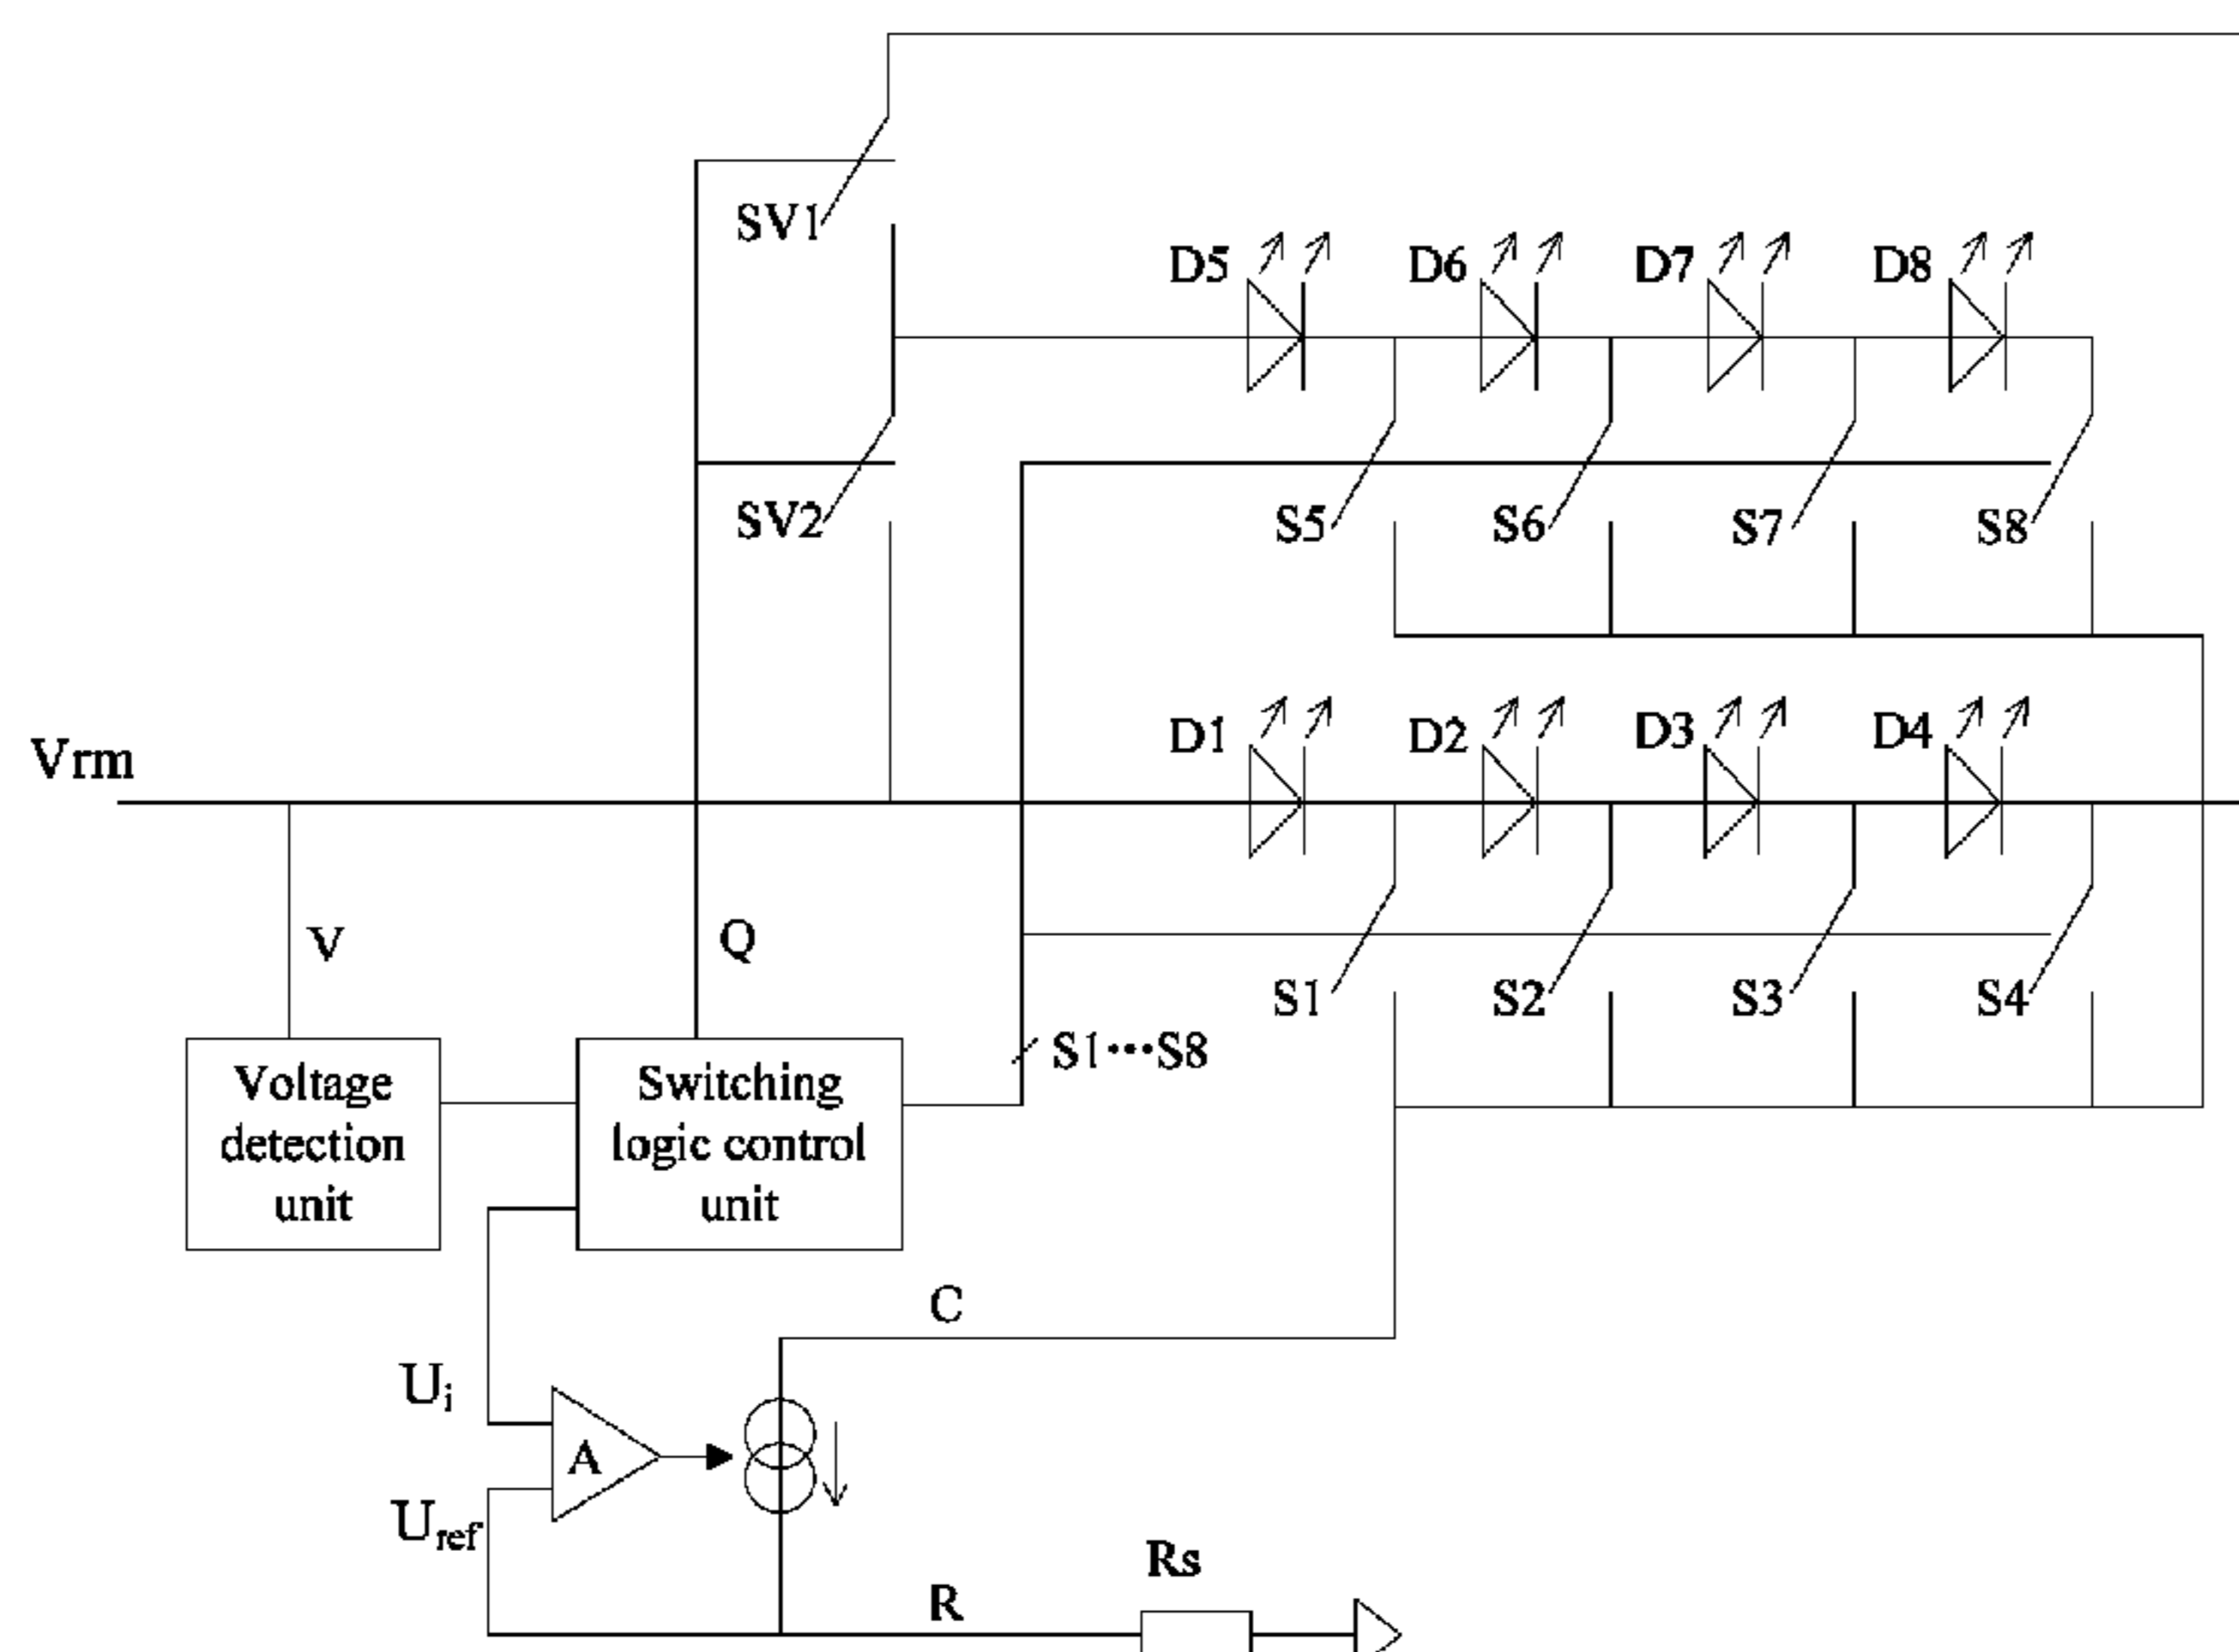 SV1
D5 D6 D7 D8
SV2 S5 S6 S7 S8
Vrm
D1 D2 D3 D4
V
Q
S1 S2 S3 S4
S1···S8
Voltage
detection
unit
Switching
logic control
unit
C
Ui
A
Uref
R
Rs